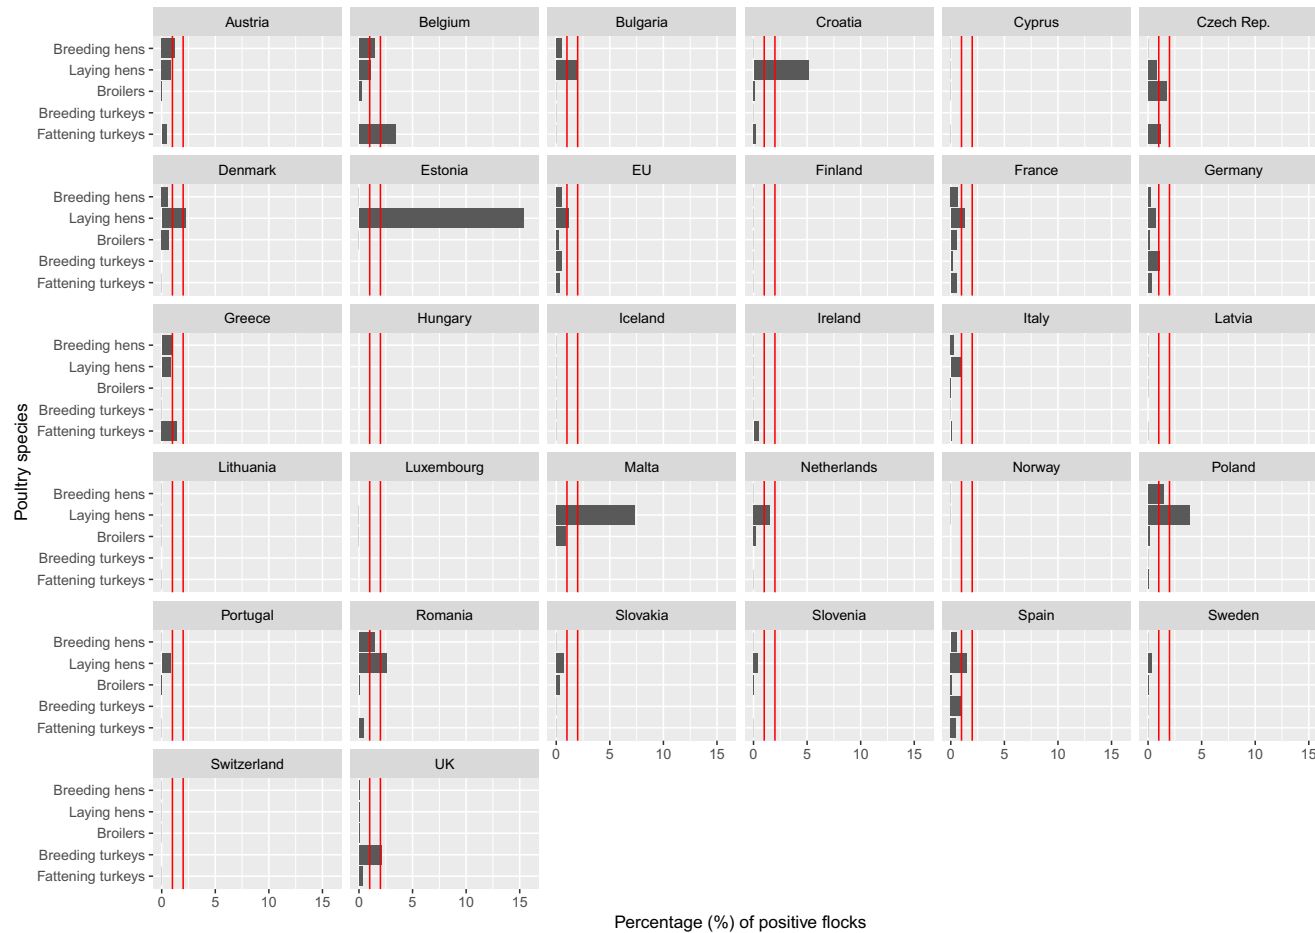 Austria Belgium Bulgaria Croatia Cyprus Czech Rep.
Breeding hens
Laying hens
Broilers
Breeding turkeys
Fattening turkeys
Denmark Estonia EU Finland France Germany
Breeding hens
Laying hens
Broilers
Breeding turkeys
Fattening turkeys
Greece Hungary Iceland Ireland Italy Latvia
Breeding hens
Laying hens
Broilers
Breeding turkeys
Fattening turkeys
Poultry species
Lithuania Luxembourg Malta Netherlands Norway Poland
Breeding hens
Laying hens
Broilers
Breeding turkeys
Fattening turkeys
Portugal Romania Slovakia Slovenia Spain Sweden
Breeding hens
Laying hens
Broilers
Breeding turkeys
Fattening turkeys
0 5 10 15 0 5 10 15 0 5 10 15 0 5 10 15
Switzerland UK
Breeding hens
Laying hens
Broilers
Breeding turkeys
Fattening turkeys
0 5 10 15 0 5 10 15
Percentage (%) of positive flocks